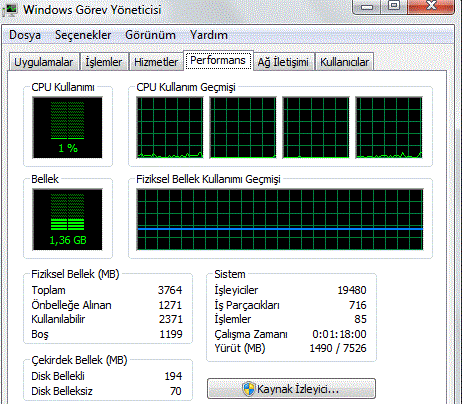 Windows Görev Yöneticisi
Dosya Seçenekler Görünüm Yardım
Uygulamalar İşlemler Hizmetler Performans Ağ İletişimi Kullanıcılar
CPU Kullanımı CPU Kullanım Geçmişi
1 %
Bellek Fiziksel Bellek Kullanımı Geçmişi
1,36 GB
Fiziksel Bellek (MB)
Toplam 3764
Önbelleğe Alınan 1271
Kullanılabilir 2371
Boş 1199
Sistem
İşleyiciler 19480
İş Parçacıkları 716
İşlemler 85
Çalışma Zamanı 0:01:18:00
Yürüt (MB) 1490 / 7526
Çekirdek Bellek (MB)
Disk Bellekli 194
Disk Belleksiz 70
Kaynak İzleyici...